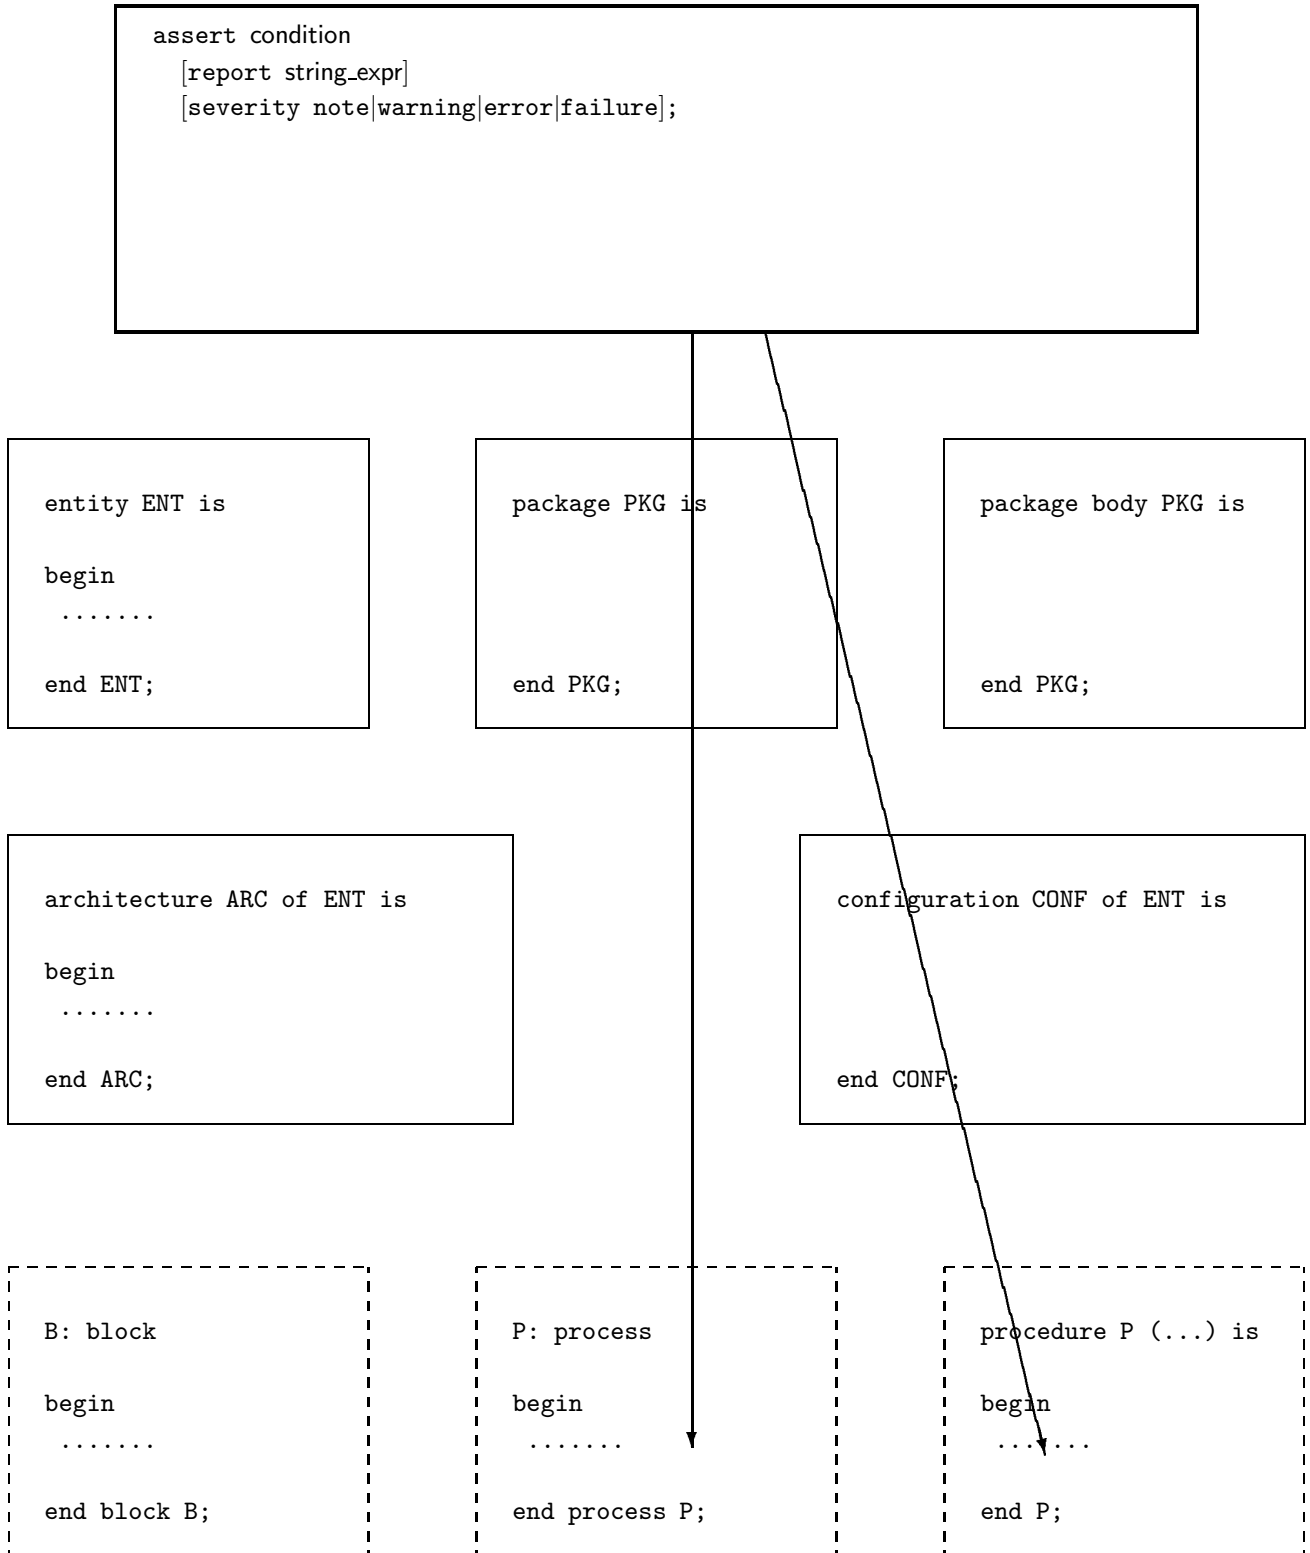 assert condition
[report string_expr]
[severity note|warning|error|failure];
entity ENT is
begin
.......
end ENT;
package PKG is
end PKG;
package body PKG is
end PKG;
architecture ARC of ENT is
begin
.......
end ARC;
configuration CONF of ENT is
end CONF;
B: block
begin
.......
end block B;
P: process
begin
.......
end process P;
procedure P (...) is
begin
.......
end P;